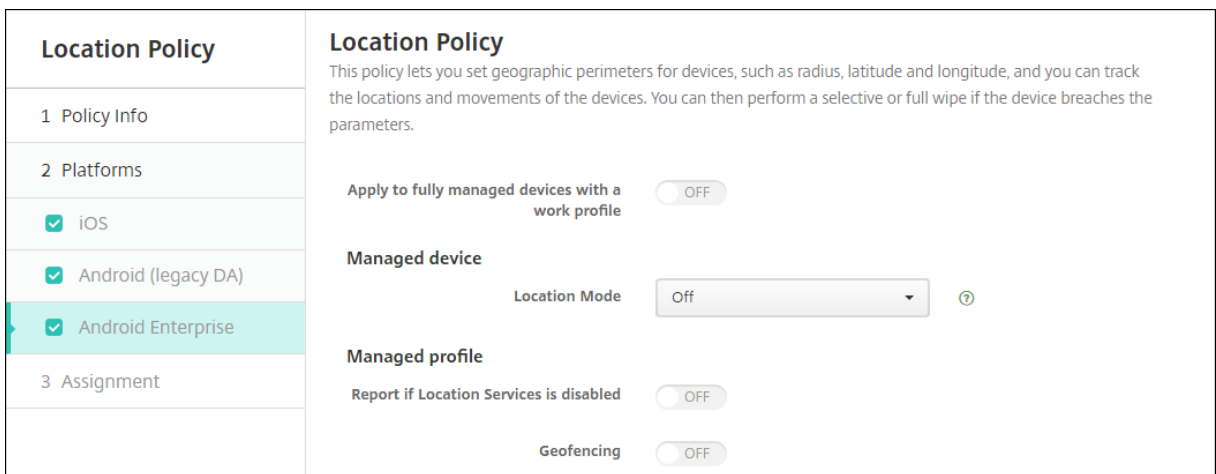 Location Policy
1 Policy Info
2 Platforms
iOS
Android (legacy DA)
Android Enterprise
3 Assignment
Location Policy
This policy lets you set geographic perimeters for devices, such as radius, latitude and longitude, and you can track
the locations and movements of the devices. You can then perform a selective or full wipe if the device breaches the
parameters.
Apply to fully managed devices with a
work profile
OFF
Managed device
Location Mode
Off
?
Managed profile
Report if Location Services is disabled
OFF
Geofencing
OFF